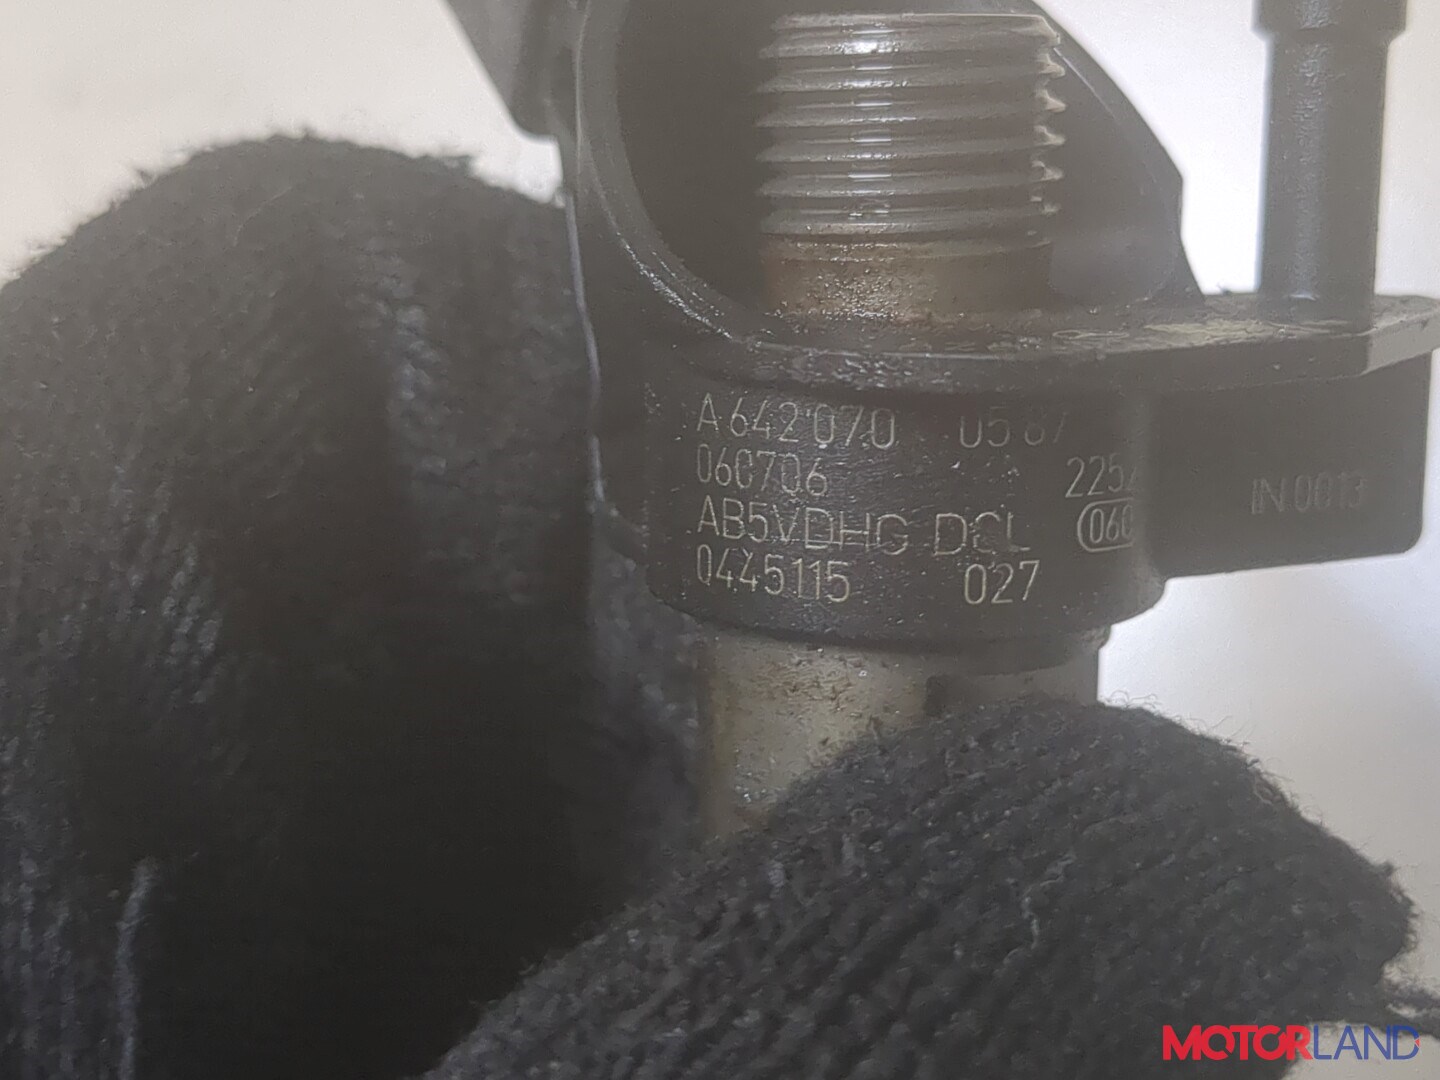 A 642 070 05 87
060706 225
AB5VDHG DCL 060
0445115 027
IN 0013
MOTORLAND